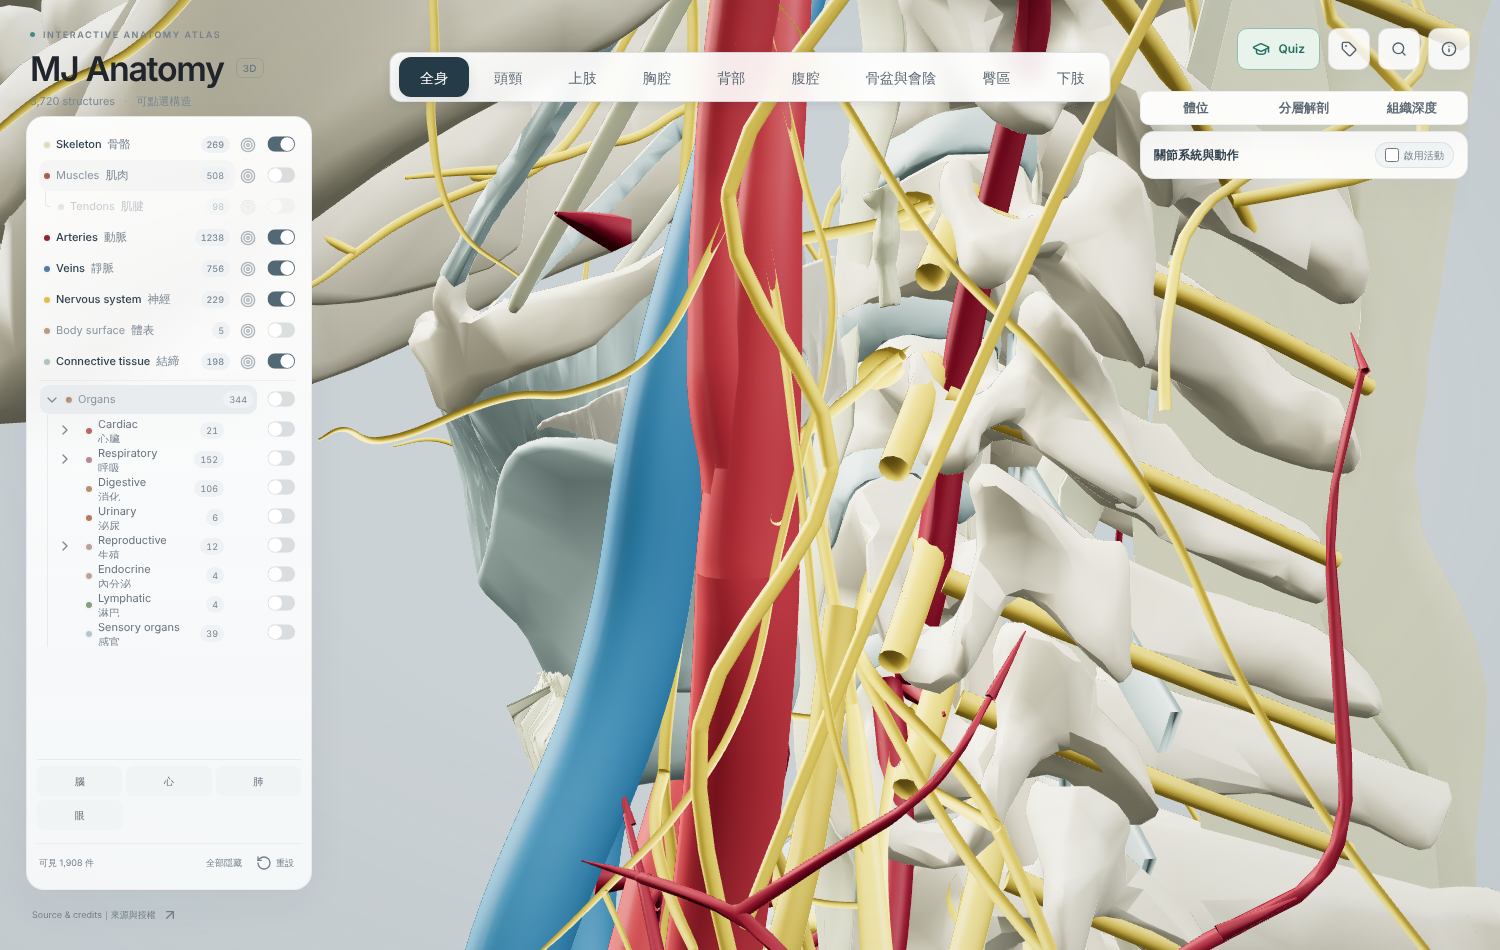 INTERACTIVE ANATOMY ATLAS
MJ Anatomy 3D
3,720 structures · 可點選構造
全身 頭頸 上肢 胸腔 背部 腹腔 骨盆與會陰 臀區 下肢
Quiz
體位 分層解剖 組織深度
關節系統與動作 啟用活動
Skeleton 骨骼 269
Muscles 肌肉 508
Tendons 肌腱 98
Arteries 動脈 1238
Veins 靜脈 756
Nervous system 神經 229
Body surface 體表 5
Connective tissue 結締 198
Organs 344
Cardiac 21
心臟
Respiratory 152
呼吸
Digestive 106
消化
Urinary 6
泌尿
Reproductive 12
生殖
Endocrine 4
內分泌
Lymphatic 4
淋巴
Sensory organs 39
感官
腦 心 肺
眼
可見 1,908 件 全部隱藏 重設
Source & credits | 來源與授權